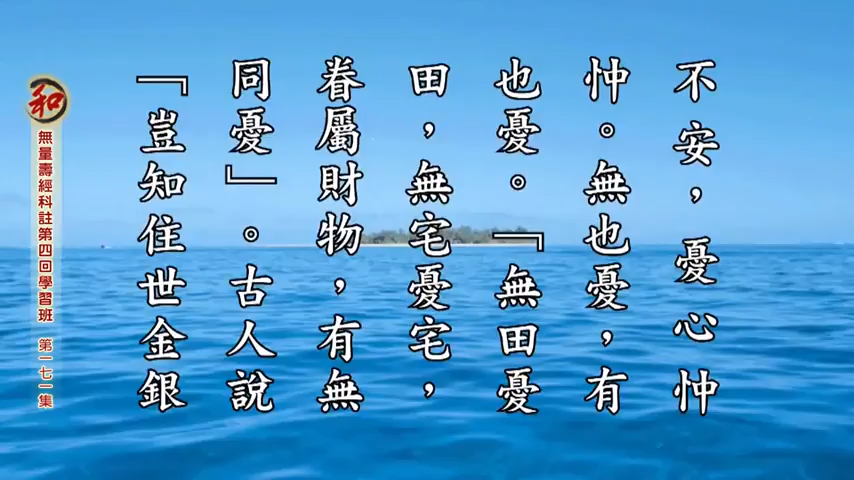 不安，憂心忡
忡。無也憂，有
也憂。「無田憂
田，無宅憂宅，
眷屬財物，有無
同憂」。古人說
「豈知住世金銀
和
無量壽經科註第四回學習班 第一七一集